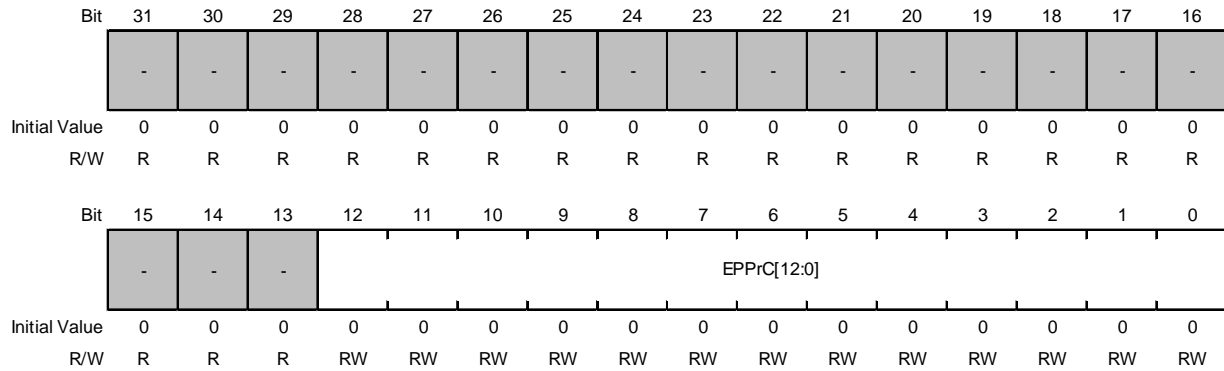 Bit 31 30 29 28 27 26 25 24 23 22 21 20 19 18 17 16
- - - - - - - - - - - - - - - -
Initial Value 0 0 0 0 0 0 0 0 0 0 0 0 0 0 0 0
R/W R R R R R R R R R R R R R R R R
Bit 15 14 13 12 11 10 9 8 7 6 5 4 3 2 1 0
- - - EPPrC[12:0]
Initial Value 0 0 0 0 0 0 0 0 0 0 0 0 0 0 0 0
R/W R R R RW RW RW RW RW RW RW RW RW RW RW RW RW